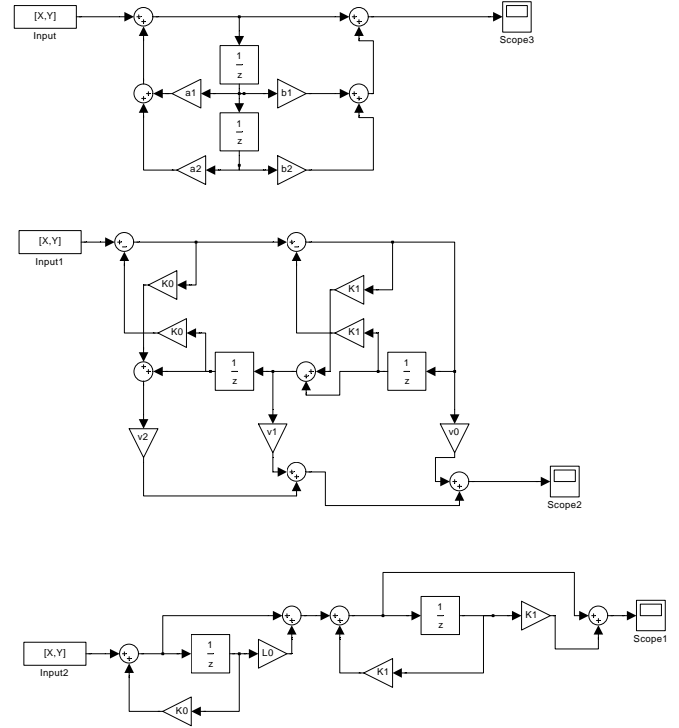 [X,Y]
Input
Scope3
1
z
a1
b1
1
z
a2
b2
[X,Y]
Input1
K0
K1
K0
K1
1
z
1
z
v2
v1
v0
Scope2
[X,Y]
Input2
1
z
L0
K0
1
z
K1
K1
Scope1